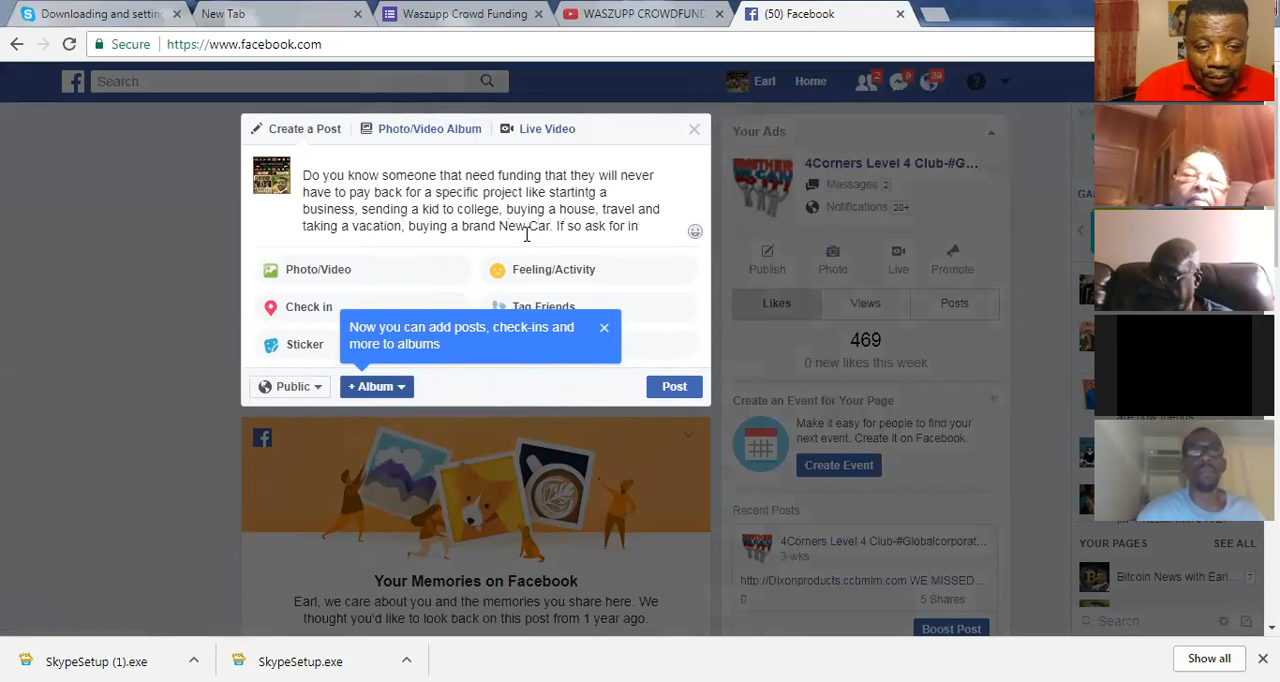 Downloading and settin
New Tab
Waszupp Crowd Funding
WASZUPP CROWDFUND
(50) Facebook
Secure
https://www.facebook.com
Search
Earl
Home
2
9
39
Create a Post
Photo/Video Album
Live Video
Do you know someone that need funding that they will never
have to pay back for a specific project like startintg a
business, sending a kid to college, buying a house, travel and
taking a vacation, buying a brand New Car. If so ask for in
Photo/Video
Feeling/Activity
Check in
Tag Friends
Sticker
Now you can add posts, check-ins and
more to albums
Public
+ Album
Post
Your Memories on Facebook
Earl, we care about you and the memories you share here. We
thought you'd like to look back on this post from 1 year ago.
Your Ads
4Corners Level 4 Club-#G...
Messages 2
Notifications 20+
Publish
Photo
Live
Promote
Likes
Views
Posts
469
0 new likes this week
Create an Event for Your Page
Make it easy for people to find your
next event. Create it on Facebook.
Create Event
Recent Posts
4Corners Level 4 Club-#Globalcorporat...
3 wks
http://Dixonproducts.ccbmlm.com WE MISSED...
0
5 Shares
Boost Post
YOUR PAGES
SEE ALL
Bitcoin News with Earl...
7
Search
SkypeSetup (1).exe
SkypeSetup.exe
Show all